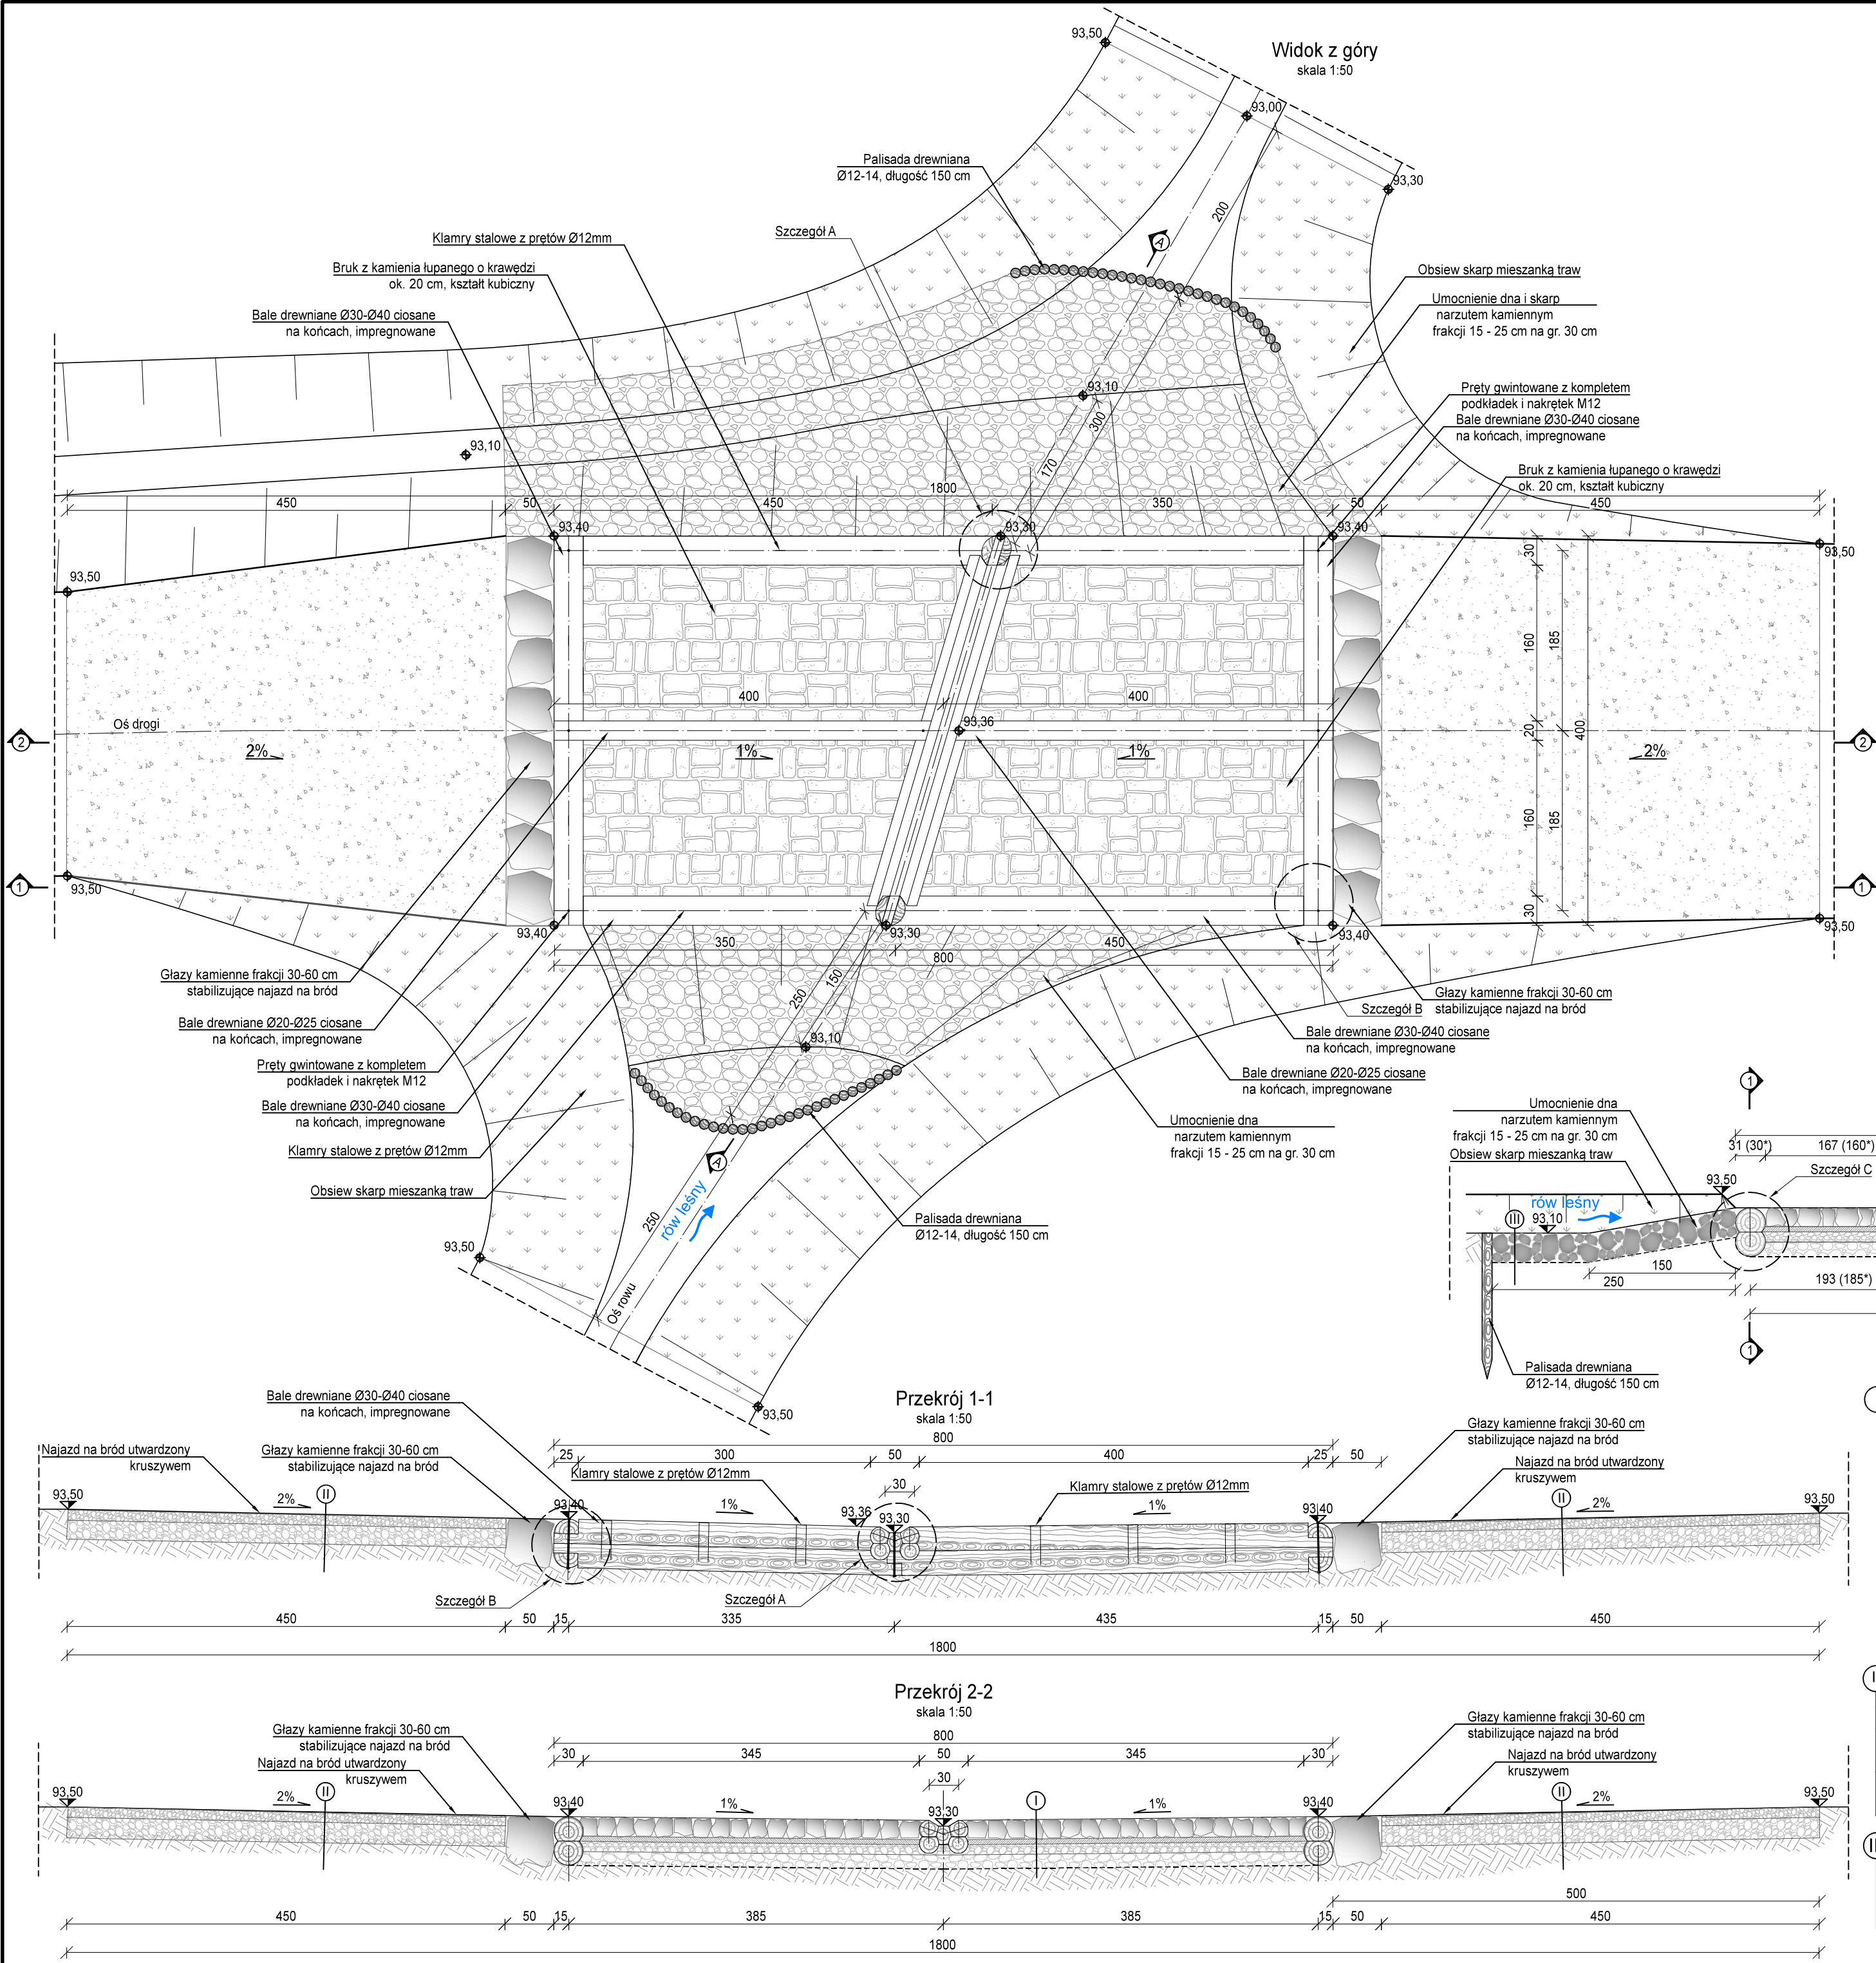 Widok z góry
skala 1:50
93,50
93,00
93,30
Palisada drewniana
Ø12-14, długość 150 cm
200
A
Szczegół A
Klamry stalowe z prętów Ø12mm
Bruk z kamienia łupanego o krawędzi
ok. 20 cm, kształt kubiczny
Bale drewniane Ø30-Ø40 ciosane
na końcach, impregnowane
Obsiew skarp mieszanką traw
Umocnienie dna i skarp
narzutem kamiennym
frakcji 15 - 25 cm na gr. 30 cm
Pręty gwintowane z kompletem
podkładek i nakrętek M12
Bale drewniane Ø30-Ø40 ciosane
na końcach, impregnowane
Bruk z kamienia łupanego o krawędzi
ok. 20 cm, kształt kubiczny
93,10
93,10
300
170
1800
450
50
450
350
50
450
93,40
93,30
93,40
93,50
93,50
30
160
185
20
400
160
185
30
400
400
Oś drogi
93,36
2%
1%
1%
2%
2
2
1
1
93,50
93,50
93,40
93,30
93,40
350
450
800
250
150
93,10
Głazy kamienne frakcji 30-60 cm
stabilizujące najazd na bród
Bale drewniane Ø20-Ø25 ciosane
na końcach, impregnowane
Pręty gwintowane z kompletem
podkładek i nakrętek M12
Bale drewniane Ø30-Ø40 ciosane
na końcach, impregnowane
Klamry stalowe z prętów Ø12mm
Obsiew skarp mieszanką traw
Głazy kamienne frakcji 30-60 cm
stabilizujące najazd na bród
Szczegół B
Bale drewniane Ø30-Ø40 ciosane
na końcach, impregnowane
Bale drewniane Ø20-Ø25 ciosane
na końcach, impregnowane
Umocnienie dna
narzutem kamiennym
frakcji 15 - 25 cm na gr. 30 cm
Palisada drewniana
Ø12-14, długość 150 cm
A
250
rów leśny
Oś rowu
93,50
93,50
1
Umocnienie dna
narzutem kamiennym
frakcji 15 - 25 cm na gr. 30 cm
Obsiew skarp mieszanką traw
31 (30*)
167 (160*)
Szczegół C
93,50
rów leśny
III
93,10
150
250
193 (185*)
1
Palisada drewniana
Ø12-14, długość 150 cm
Przekrój 1-1
skala 1:50
Bale drewniane Ø30-Ø40 ciosane
na końcach, impregnowane
Najazd na bród utwardzony
kruszywem
Głazy kamienne frakcji 30-60 cm
stabilizujące najazd na bród
800
25
300
50
400
25
50
Klamry stalowe z prętów Ø12mm
30
Klamry stalowe z prętów Ø12mm
Głazy kamienne frakcji 30-60 cm
stabilizujące najazd na bród
Najazd na bród utwardzony
kruszywem
93,50
2%
II
93,40
1%
93,36
93,30
1%
93,40
II
2%
93,50
Szczegół B
Szczegół A
450
50
15
335
435
15
50
450
1800
Przekrój 2-2
skala 1:50
Głazy kamienne frakcji 30-60 cm
stabilizujące najazd na bród
Najazd na bród utwardzony
kruszywem
800
30
345
50
345
30
30
Głazy kamienne frakcji 30-60 cm
stabilizujące najazd na bród
Najazd na bród utwardzony
kruszywem
93,50
II
2%
93,40
1%
93,30
I
1%
93,40
II
2%
93,50
500
450
50
15
385
385
15
50
450
1800